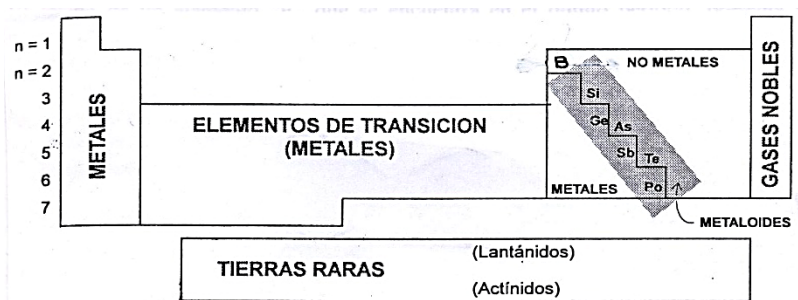 n = 1
n = 2
3
4
5
6
7
METALES
ELEMENTOS DE TRANSICION
(METALES)
B
NO METALES
Si
Ge
As
Sb
Te
Po
METALES
METALOIDES
GASES NOBLES
TIERRAS RARAS
(Lantánidos)
(Actínidos)